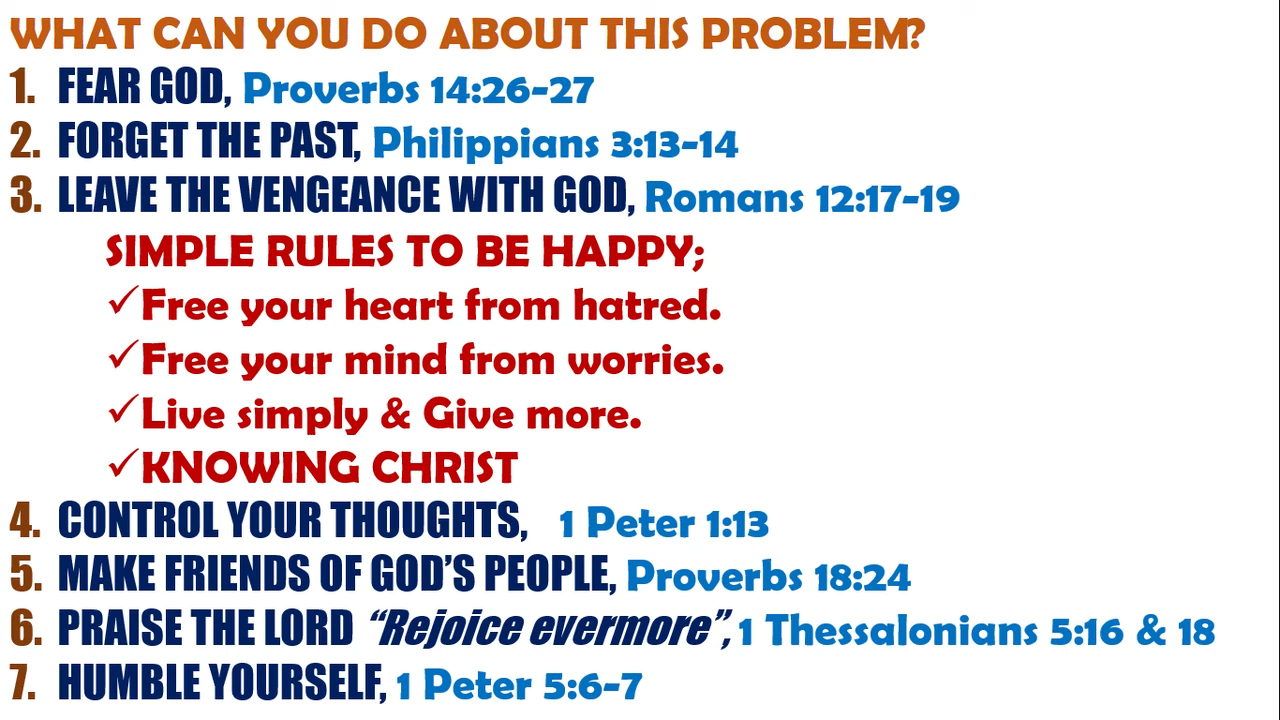 WHAT CAN YOU DO ABOUT THIS PROBLEM?
1. FEAR GOD, Proverbs 14:26-27
2. FORGET THE PAST, Philippians 3:13-14
3. LEAVE THE VENGEANCE WITH GOD, Romans 12:17-19
SIMPLE RULES TO BE HAPPY;
✓Free your heart from hatred.
✓Free your mind from worries.
✓Live simply & Give more.
✓KNOWING CHRIST
4. CONTROL YOUR THOUGHTS, 1 Peter 1:13
5. MAKE FRIENDS OF GOD’S PEOPLE, Proverbs 18:24
6. PRAISE THE LORD “Rejoice evermore”, 1 Thessalonians 5:16 & 18
7. HUMBLE YOURSELF, 1 Peter 5:6-7